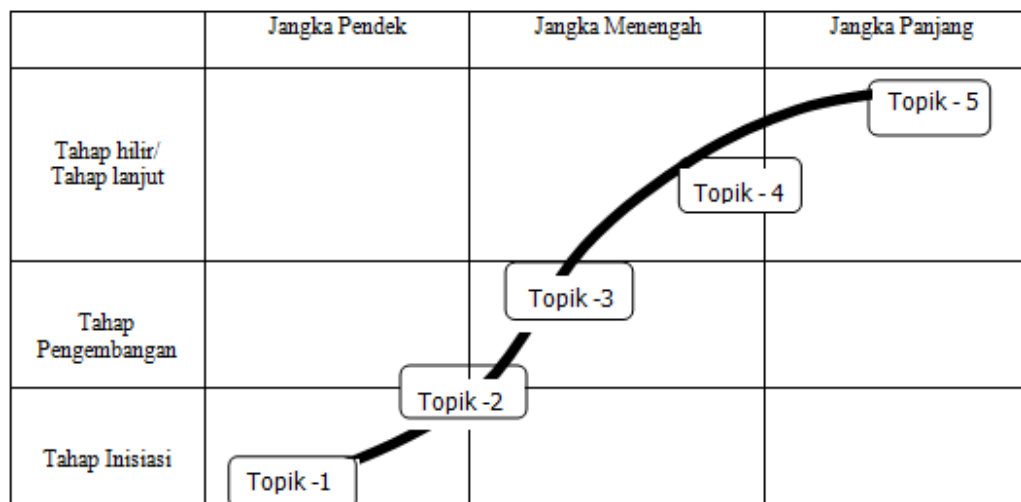 Jangka Pendek
Jangka Menengah
Jangka Panjang
Tahap hilir/
Tahap lanjut
Topik - 5
Topik - 4
Tahap
Pengembangan
Topik -3
Topik -2
Tahap Inisiasi
Topik -1